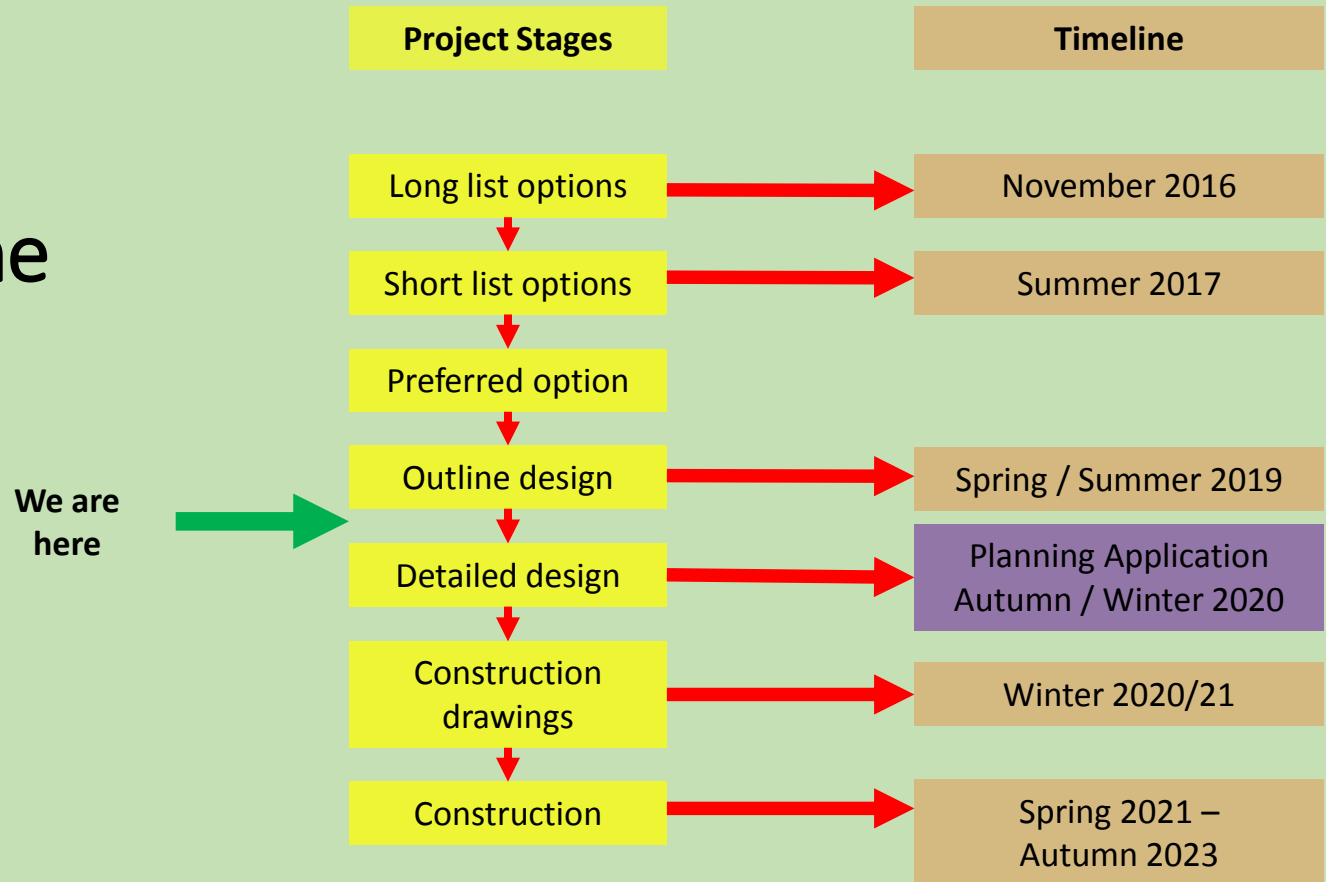 Project Stages
Timeline
Long list options
November 2016
ne
Short list options
Summer 2017
Preferred option
Outline design
Spring / Summer 2019
We are
here
Detailed design
Planning Application
Autumn / Winter 2020
Construction
drawings
Winter 2020/21
Construction
Spring 2021 –
Autumn 2023